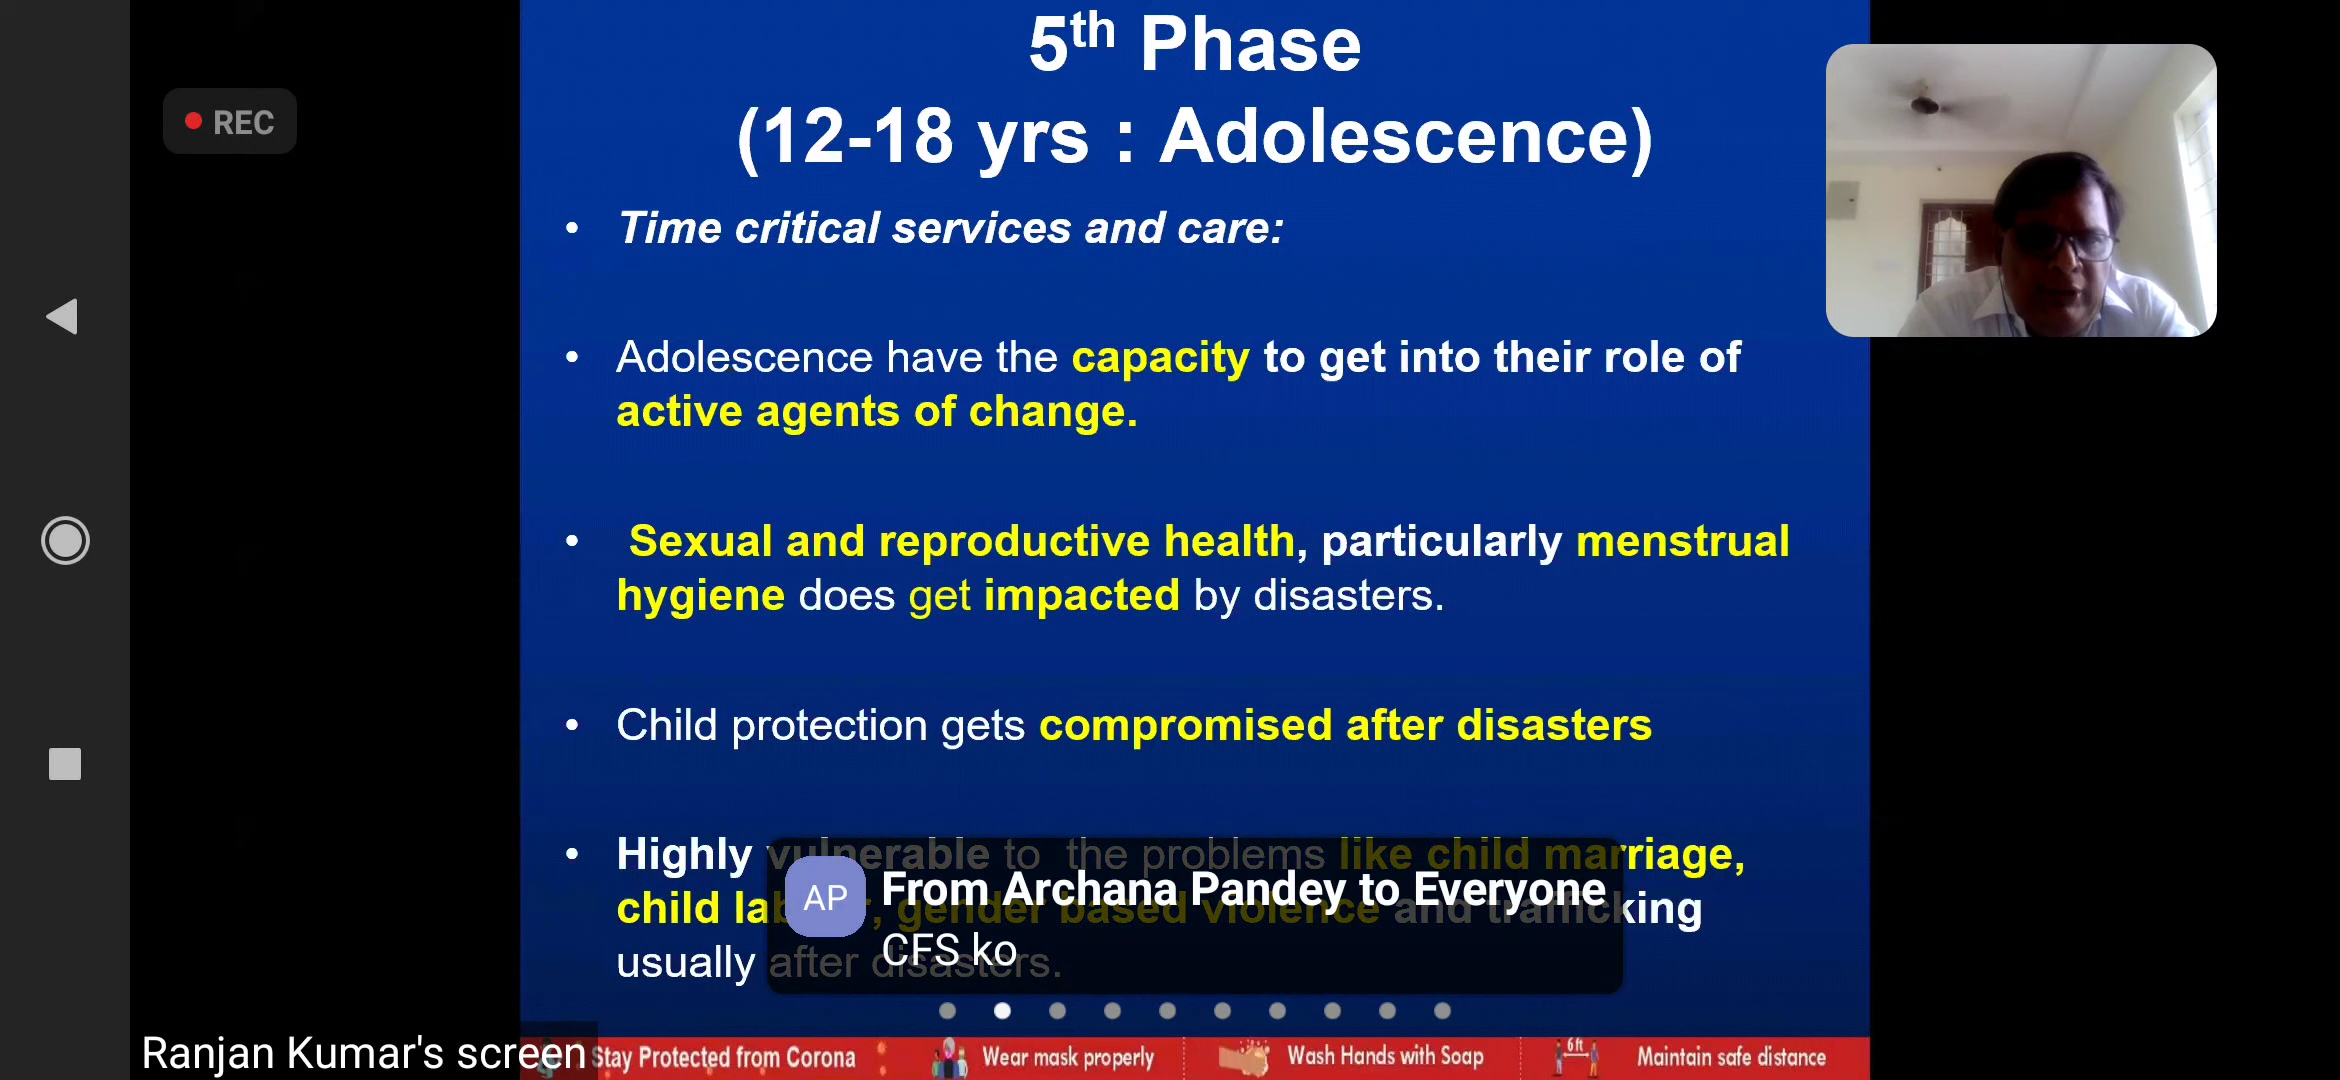 5th Phase
(12-18 yrs : Adolescence)
REC
• Time critical services and care:
• Adolescence have the capacity to get into their role of
active agents of change.
• Sexual and reproductive health, particularly menstrual
hygiene does get impacted by disasters.
• Child protection gets compromised after disasters
• Highly vulnerable to the problems like child marriage,
child la , gender based violence and trafficking
usually after disasters.
AP
From Archana Pandey to Everyone
CFS ko
Ranjan Kumar's screen
Stay Protected from Corona
Wear mask properly
Wash Hands with Soap
6 ft
Maintain safe distance